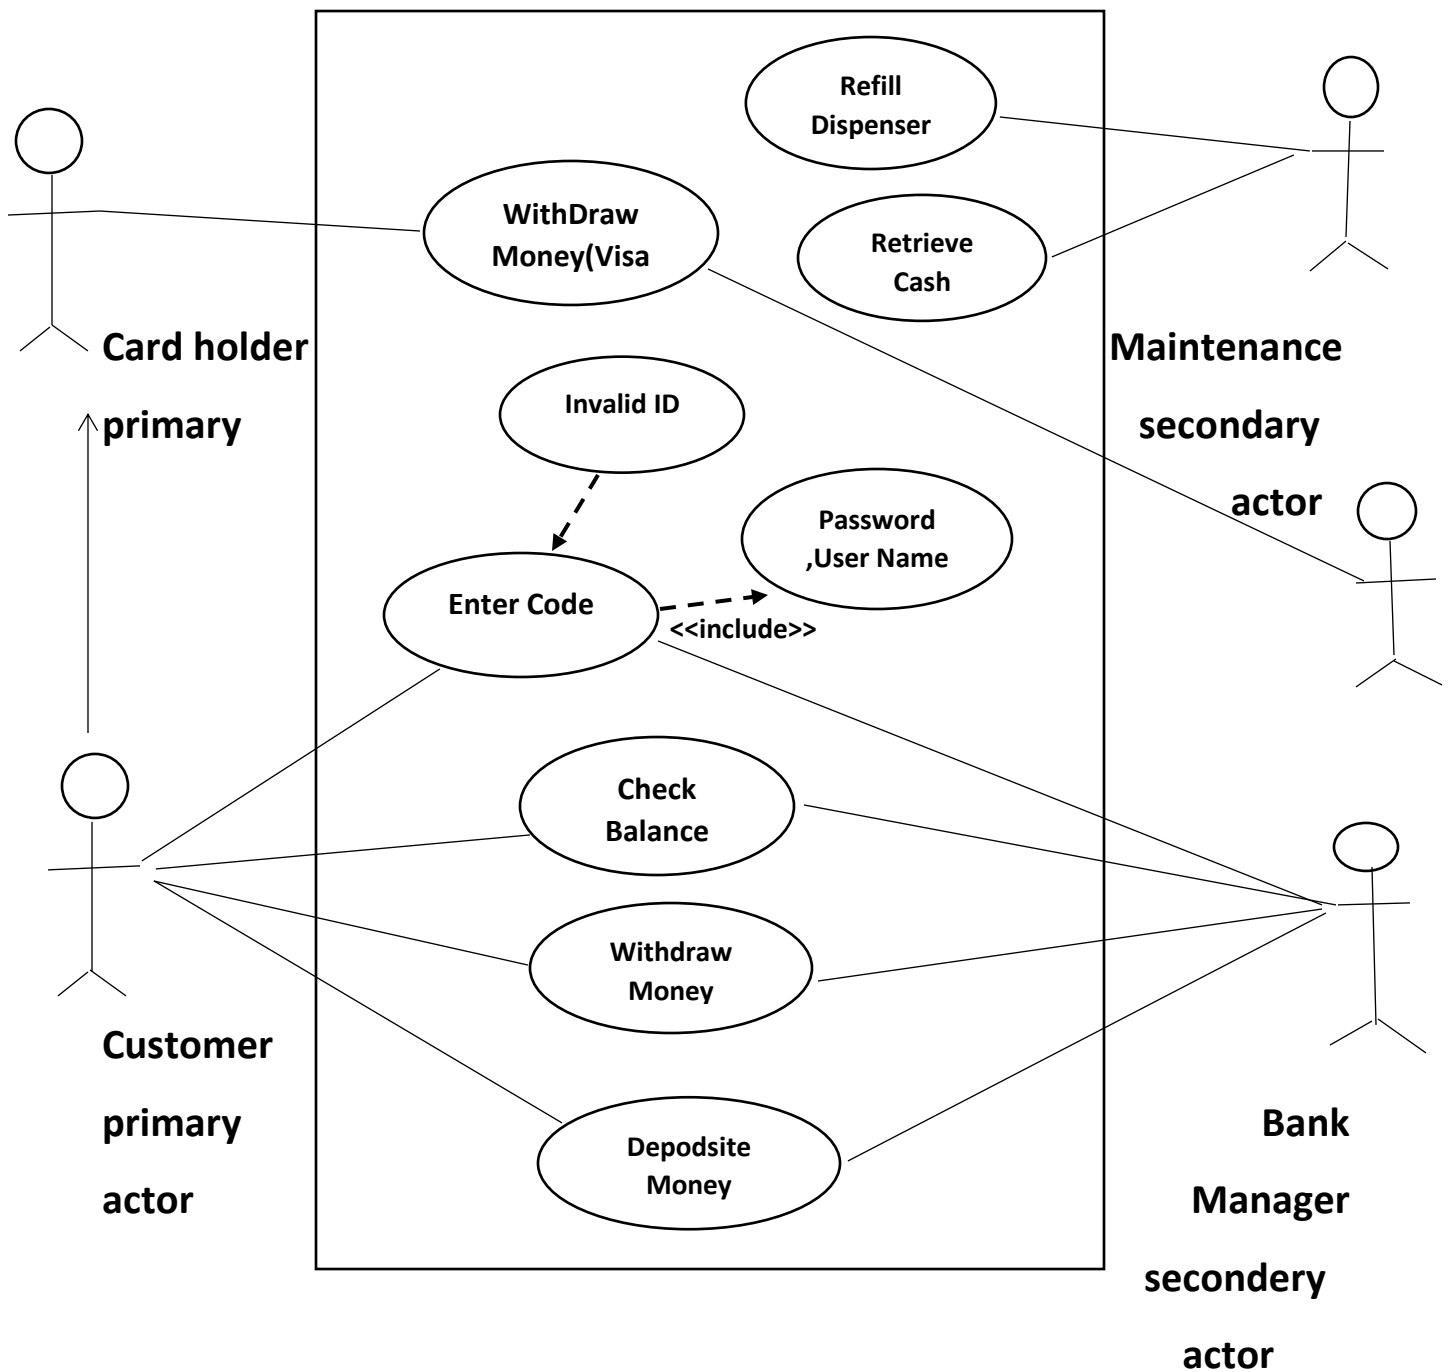 Refill
Dispenser
WithDraw
Money(Visa
Retrieve
Cash
Card holder
primary
Maintenance
secondary
actor
Invalid ID
Password
,User Name
Enter Code
<<include>>
Check
Balance
Withdraw
Money
Customer
primary
actor
Depodsite
Money
Bank
Manager
secondery
actor